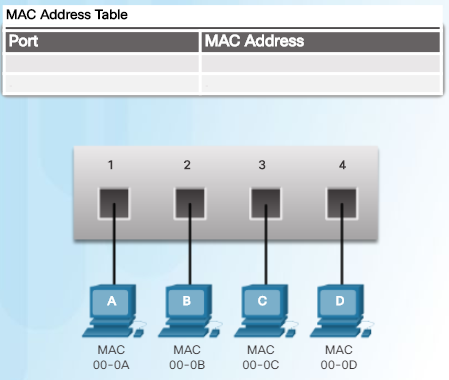 MAC Address Table
Port MAC Address
1 2 3 4
A B C D
MAC MAC MAC MAC
00-0A 00-0B 00-0C 00-0D